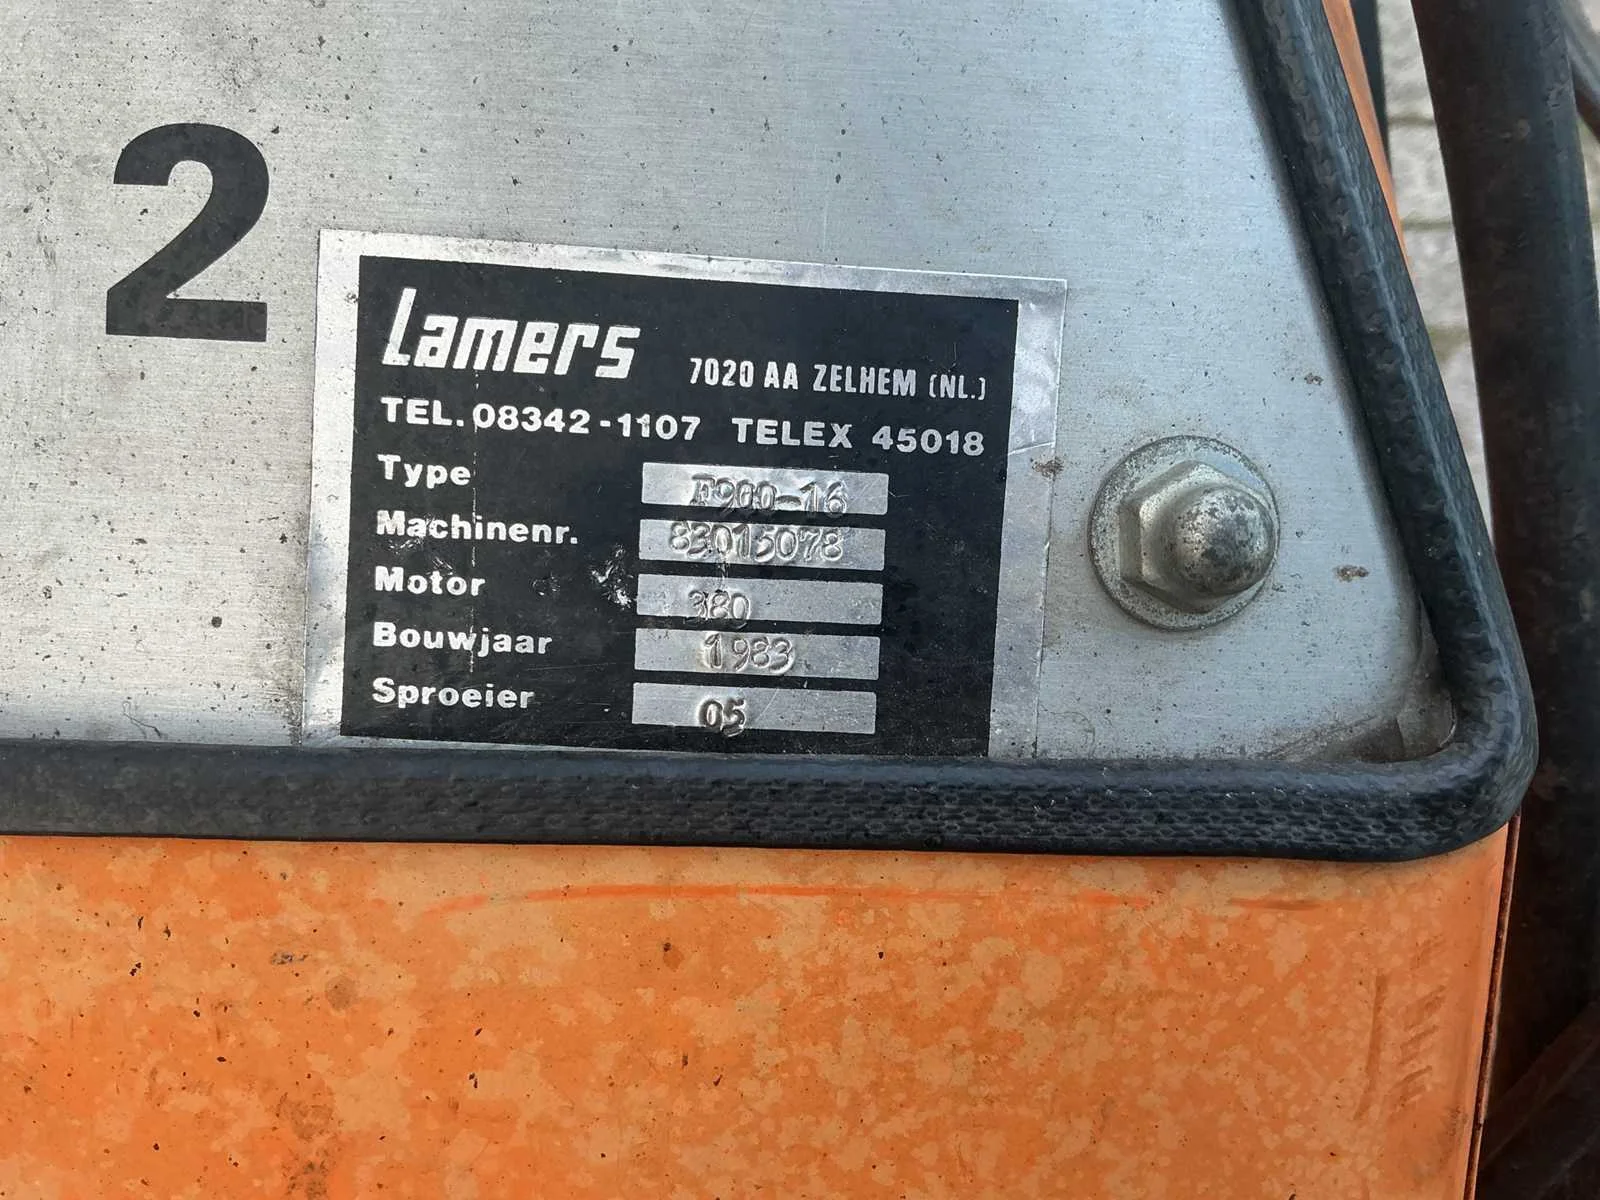 2
Lamers 7020 AA ZELHEM (NL.)
TEL. 08342-1107 TELEX 45018
Type
Machinenr. 83015078
Motor 380
Bouwjaar 1983
Sproeier 05